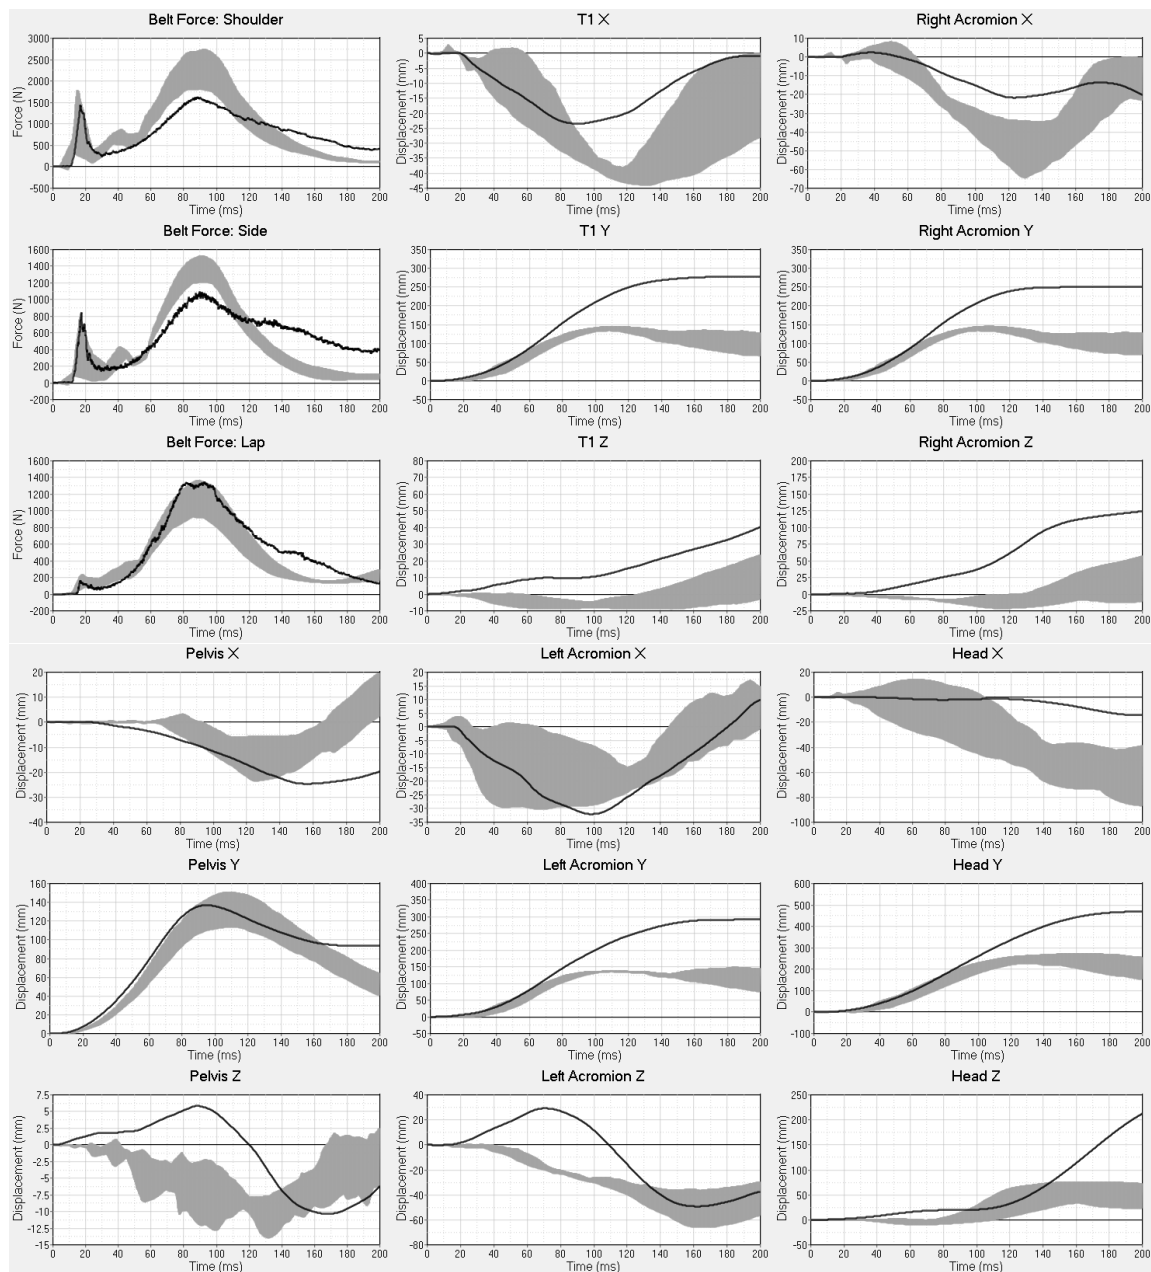 Belt Force: Shoulder
Force (N)
3000
2500
2000
1500
1000
500
0
-500
0 20 40 60 80 100 120 140 160 180 200
Time (ms)
T1 X
Displacement (mm)
5
0
-5
-10
-15
-20
-25
-30
-35
-40
-45
0 20 40 60 80 100 120 140 160 180 200
Time (ms)
Right Acromion X
Displacement (mm)
10
0
-10
-20
-30
-40
-50
-60
-70
0 20 40 60 80 100 120 140 160 180 200
Time (ms)
Belt Force: Side
Force (N)
1600
1400
1200
1000
800
600
400
200
0
-200
0 20 40 60 80 100 120 140 160 180 200
Time (ms)
T1 Y
Displacement (mm)
350
300
250
200
150
100
50
0
-50
0 20 40 60 80 100 120 140 160 180 200
Time (ms)
Right Acromion Y
Displacement (mm)
350
300
250
200
150
100
50
0
-50
0 20 40 60 80 100 120 140 160 180 200
Time (ms)
Belt Force: Lap
Force (N)
1600
1400
1200
1000
800
600
400
200
0
-200
0 20 40 60 80 100 120 140 160 180 200
Time (ms)
T1 Z
Displacement (mm)
80
70
60
50
40
30
20
10
0
-10
0 20 40 60 80 100 120 140 160 180 200
Time (ms)
Right Acromion Z
Displacement (mm)
200
175
150
125
100
75
50
25
0
-25
0 20 40 60 80 100 120 140 160 180 200
Time (ms)
Pelvis X
Displacement (mm)
20
10
0
-10
-20
-30
-40
0 20 40 60 80 100 120 140 160 180 200
Time (ms)
Left Acromion X
Displacement (mm)
20
15
10
5
0
-5
-10
-15
-20
-25
-30
-35
0 20 40 60 80 100 120 140 160 180 200
Time (ms)
Head X
Displacement (mm)
20
0
-20
-40
-60
-80
-100
0 20 40 60 80 100 120 140 160 180 200
Time (ms)
Pelvis Y
Displacement (mm)
160
140
120
100
80
60
40
20
0
0 20 40 60 80 100 120 140 160 180 200
Time (ms)
Left Acromion Y
Displacement (mm)
400
350
300
250
200
150
100
50
0
-50
0 20 40 60 80 100 120 140 160 180 200
Time (ms)
Head Y
Displacement (mm)
600
500
400
300
200
100
0
-100
0 20 40 60 80 100 120 140 160 180 200
Time (ms)
Pelvis Z
Displacement (mm)
7.5
5
2.5
0
-2.5
-5
-7.5
-10
-12.5
-15
0 20 40 60 80 100 120 140 160 180 200
Time (ms)
Left Acromion Z
Displacement (mm)
40
20
0
-20
-40
-60
-80
0 20 40 60 80 100 120 140 160 180 200
Time (ms)
Head Z
Displacement (mm)
250
200
150
100
50
0
-50
0 20 40 60 80 100 120 140 160 180 200
Time (ms)